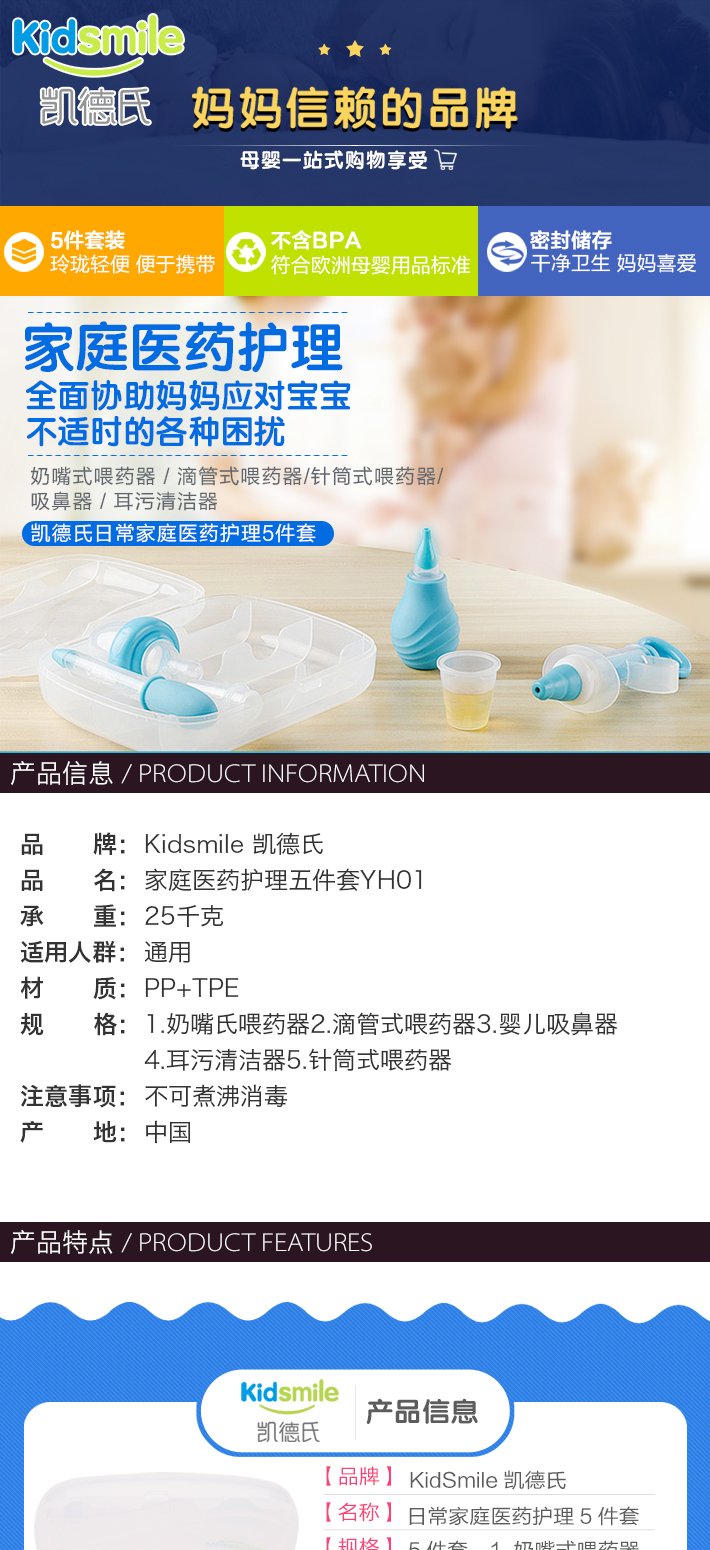 Kidsmile
凯德氏
妈妈信赖的品牌
母婴一站式购物享受
5件套装
玲珑轻便 便于携带
不含BPA
符合欧洲母婴用品标准
密封储存
干净卫生 妈妈喜爱
家庭医药护理
全面协助妈妈应对宝宝
不适时的各种困扰
奶嘴式喂药器 / 滴管式喂药器/针筒式喂药器/
吸鼻器 / 耳污清洁器
凯德氏日常家庭医药护理5件套
产品信息 / PRODUCT INFORMATION
品 牌： Kidsmile 凯德氏
品 名： 家庭医药护理五件套YH01
承 重： 25千克
适用人群： 通用
材 质： PP+TPE
规 格： 1.奶嘴氏喂药器2.滴管式喂药器3.婴儿吸鼻器
4.耳污清洁器5.针筒式喂药器
注意事项： 不可煮沸消毒
产 地： 中国
产品特点 / PRODUCT FEATURES
Kidsmile
凯德氏
产品信息
【品牌】 KidSmile 凯德氏
【名称】 日常家庭医药护理 5 件套
【规格】 5 件套 1. 奶嘴式喂药器